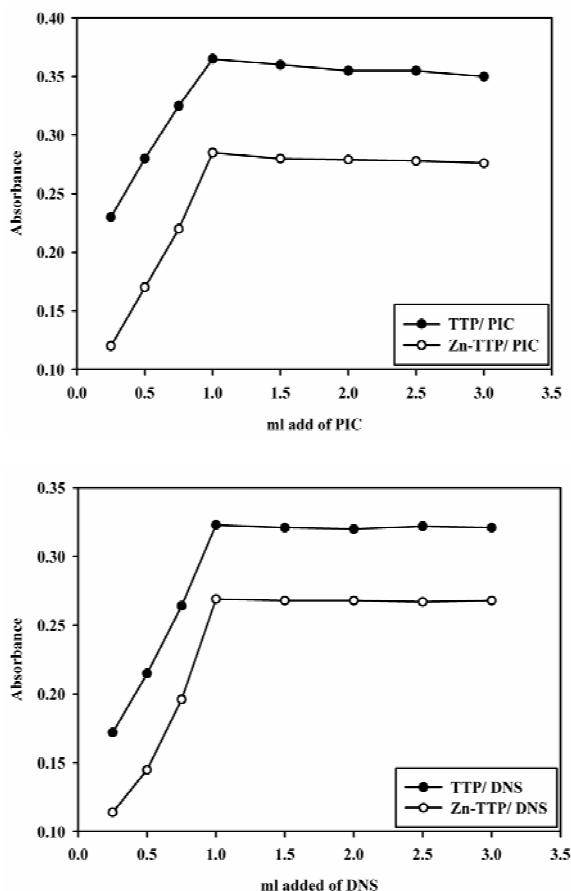 0.40
0.35
0.30
0.25
0.20
0.15
0.10
Absorbance
TTP/ PIC
Zn-TTP/ PIC
0.0 0.5 1.0 1.5 2.0 2.5 3.0 3.5
ml add of PIC
0.35
0.30
0.25
0.20
0.15
0.10
Absorbance
TTP/ DNS
Zn-TTP/ DNS
0.0 0.5 1.0 1.5 2.0 2.5 3.0 3.5
ml added of DNS